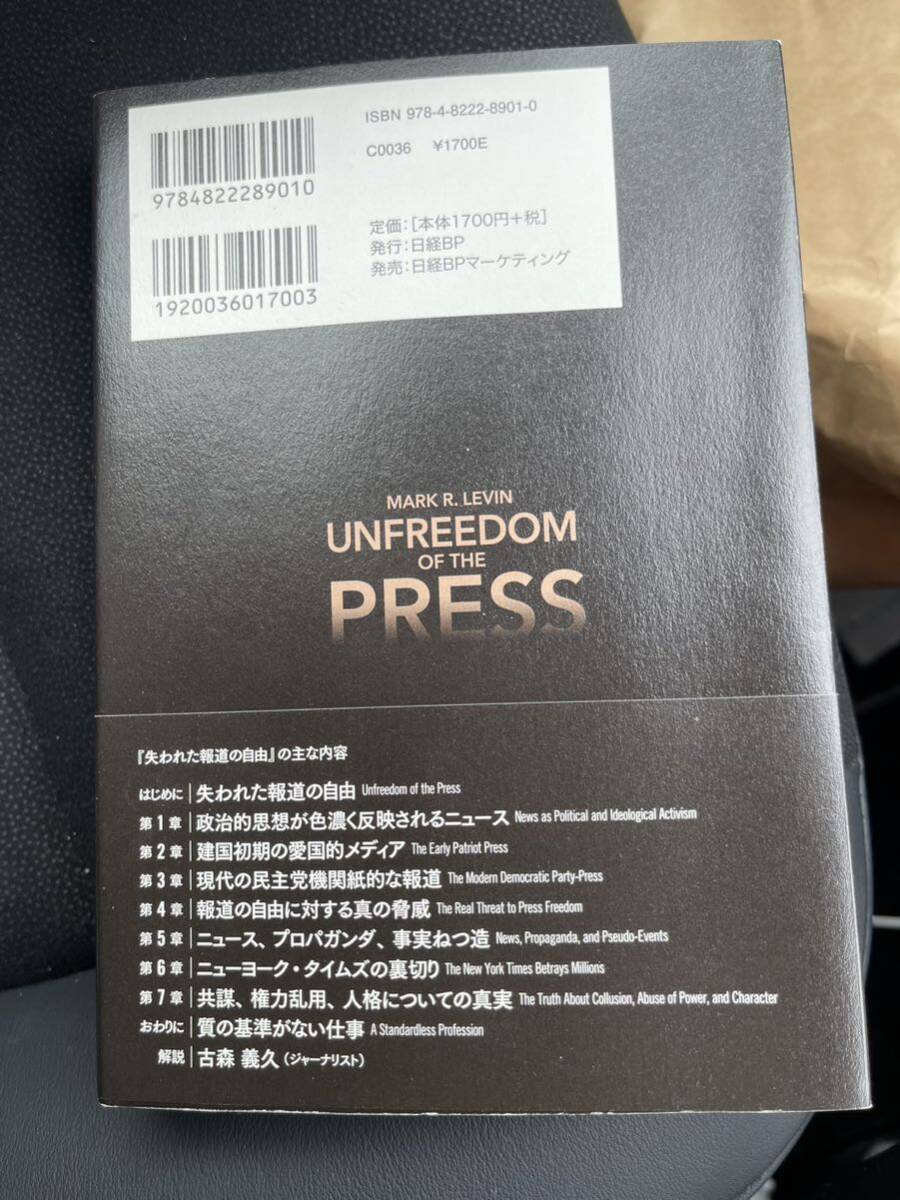 ISBN 978-4-8222-8901-0
C0036 ¥1700E
9784822289010
定価:[本体1700円+税]
発行:日経BP
発売:日経BPマーケティング
1920036017003
MARK R. LEVIN
UNFREEDOM
OF THE
PRESS
『失われた報道の自由』の主な内容
はじめに 失われた報道の自由 Unfreedom of the Press
第1章 政治的思想が色濃く反映されるニュース News as Political and Ideological Activism
第2章 建国初期の愛国的メディア The Early Patriot Press
第3章 現代の民主党機関紙的な報道 The Modern Democratic Party-Press
第4章 報道の自由に対する真の脅威 The Real Threat to Press Freedom
第5章 ニュース、プロパガンダ、事実ねつ造 News, Propaganda, and Pseudo-Events
第6章 ニューヨーク・タイムズの裏切り The New York Times Betrays Millions
第7章 共謀、権力乱用、人格についての真実 The Truth About Collusion, Abuse of Power, and Character
おわりに 質の基準がない仕事 A Standardless Profession
解説 古森 義久(ジャーナリスト)